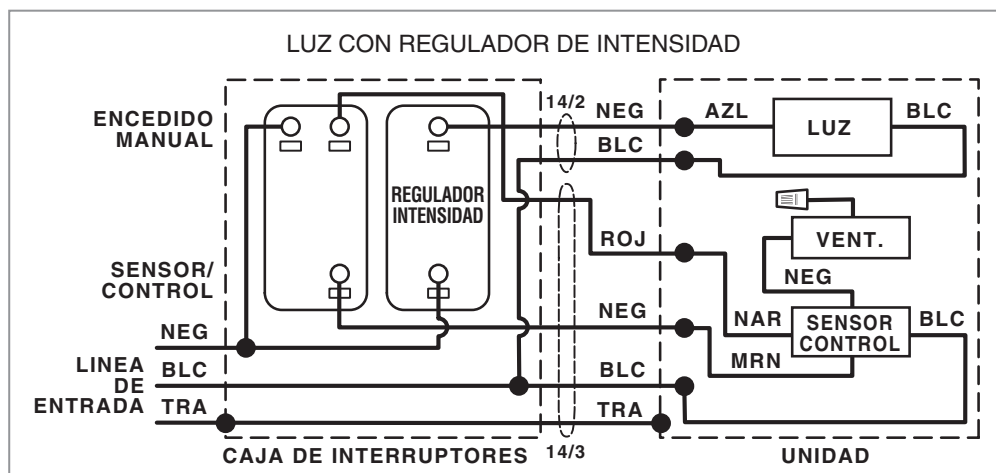 LUZ CON REGULADOR DE INTENSIDAD
ENCEDIDO
MANUAL
14/2
NEG
AZL
LUZ
BLC
BLC
REGULADOR
INTENSIDAD
ROJ
VENT.
SENSOR/
CONTROL
NEG
NEG
NEG
NAR
SENSOR
CONTROL
BLC
MRN
LINEA
DE
ENTRADA
BLC
BLC
TRA
TRA
CAJA DE INTERRUPTORES
14/3
UNIDAD